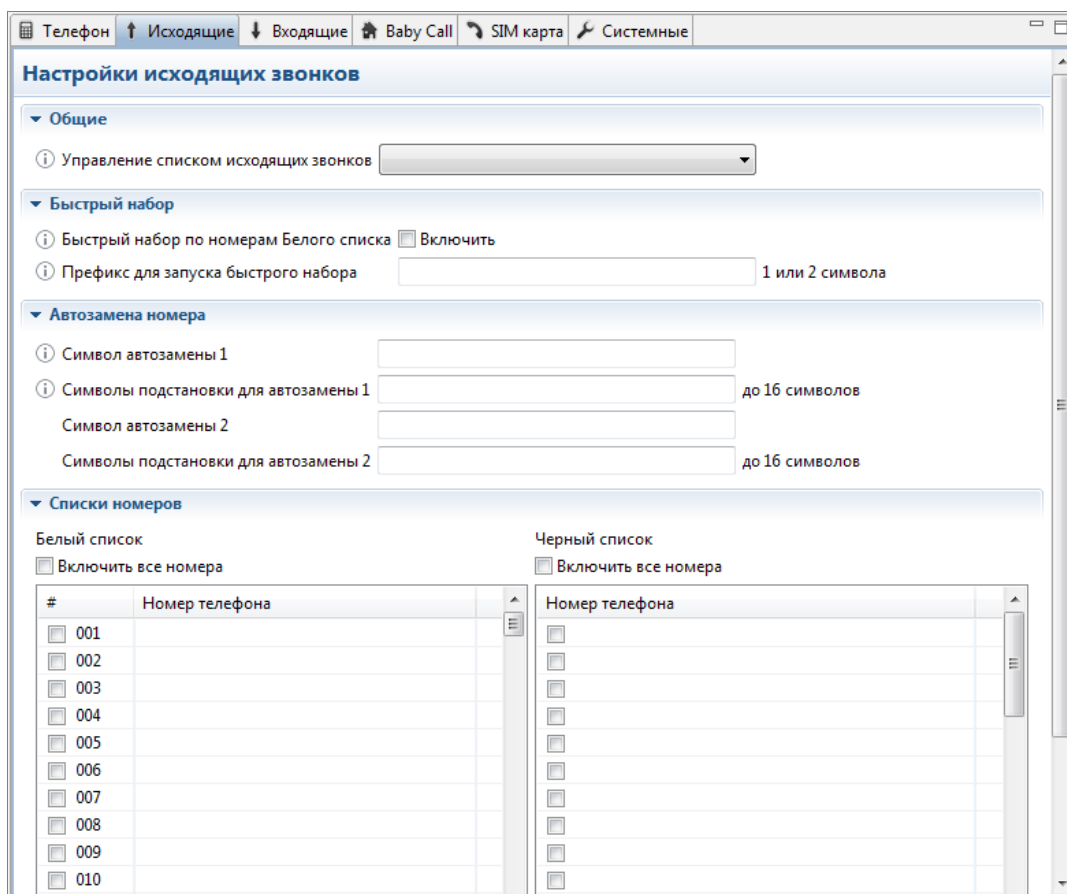 Телефон Исходящие Входящие Baby Call SIM карта Системные
Настройки исходящих звонков
Общие
Управление списком исходящих звонков
Быстрый набор
Быстрый набор по номерам Белого списка Включить
Префикс для запуска быстрого набора 1 или 2 символа
Автозамена номера
Символ автозамены 1
Символы подстановки для автозамены 1 до 16 символов
Символ автозамены 2
Символы подстановки для автозамены 2 до 16 символов
Списки номеров
Белый список
Включить все номера
# Номер телефона
001
002
003
004
005
006
007
008
009
010
Черный список
Включить все номера
Номер телефона